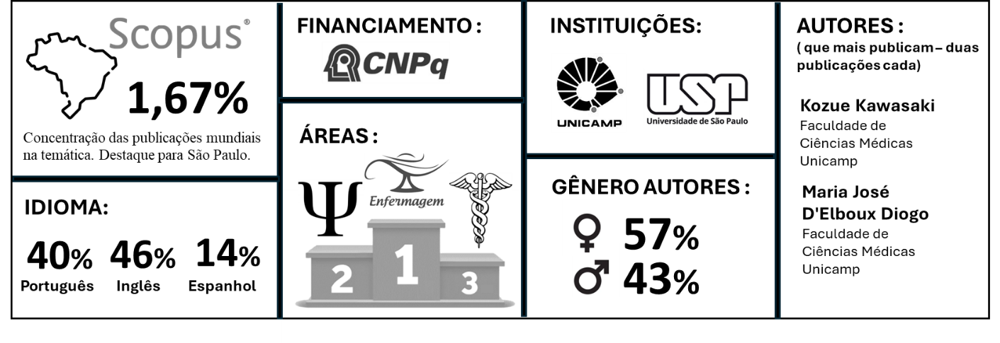 Scopus®
1,67%
Concentração das publicações mundiais
na temática. Destaque para São Paulo.
IDIOMA:
40% 46% 14%
Português Inglês Espanhol
FINANCIAMENTO:
CNPq
ÁREAS:
Ψ
Enfermagem
2 1 3
INSTITUIÇÕES:
UNICAMP
USP
Universidade de São Paulo
GÊNERO AUTORES:
♀ 57%
♂ 43%
AUTORES:
( que mais publicam– duas
publicações cada)
Kozue Kawasaki
Faculdade de
Ciências Médicas
Unicamp
Maria José
D'Elboux Diogo
Faculdade de
Ciências Médicas
Unicamp